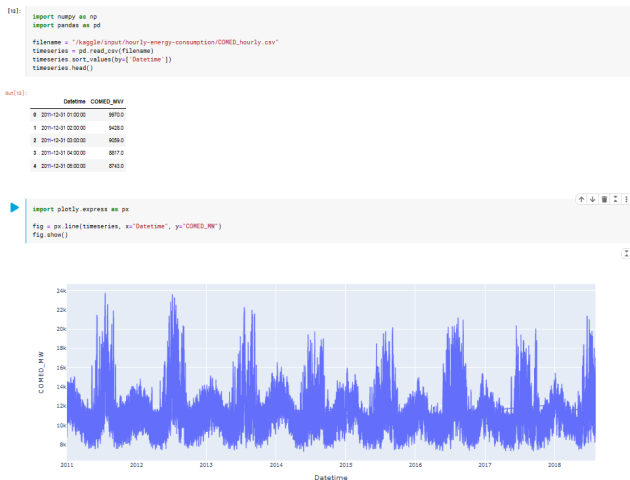 [12]:
import numpy as np
import pandas as pd
filename = "/kaggle/input/hourly-energy-consumption/COMED_hourly.csv"
timeseries = pd.read_csv(filename)
timeseries.sort_values(by=['Datetime'])
timeseries.head()
Out[12]:
Datetime COMED_MW
0 2011-12-31 01:00:00 9970.0
1 2011-12-31 02:00:00 9428.0
2 2011-12-31 03:00:00 9059.0
3 2011-12-31 04:00:00 8817.0
4 2011-12-31 05:00:00 8743.0
import plotly.express as px
fig = px.line(timeseries, x="Datetime", y="COMED_MW")
fig.show()
24k
22k
20k
18k
16k
14k
12k
10k
8k
COMED_MW
2011 2012 2013 2014 2015 2016 2017 2018
Datetime